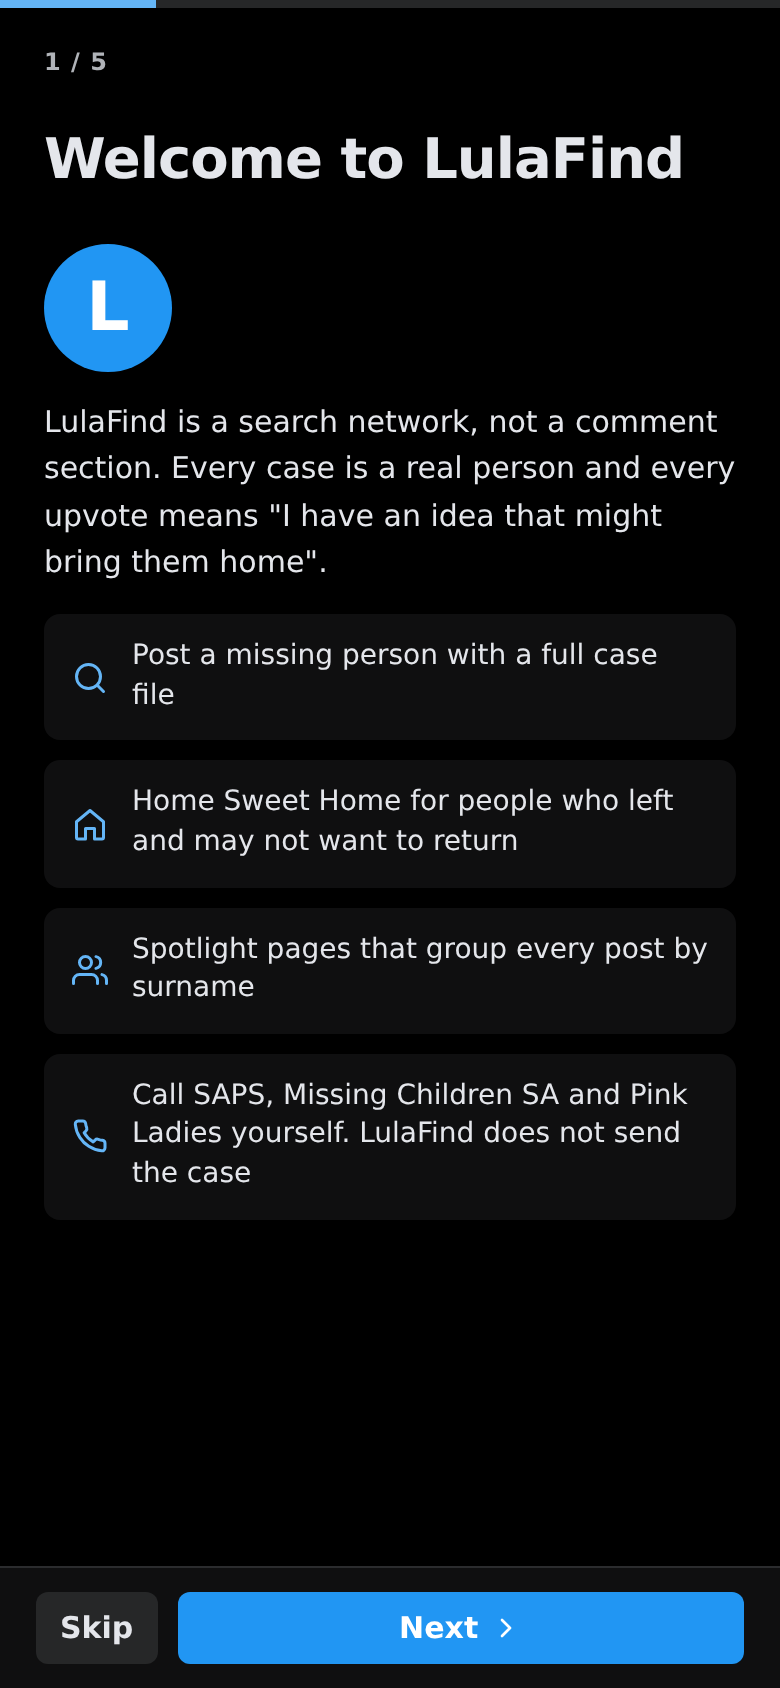 1 / 5
Welcome to LulaFind
L
LulaFind is a search network, not a comment
section. Every case is a real person and every
upvote means "I have an idea that might
bring them home".
Post a missing person with a full case
file
Home Sweet Home for people who left
and may not want to return
Spotlight pages that group every post by
surname
Call SAPS, Missing Children SA and Pink
Ladies yourself. LulaFind does not send
the case
Skip
Next